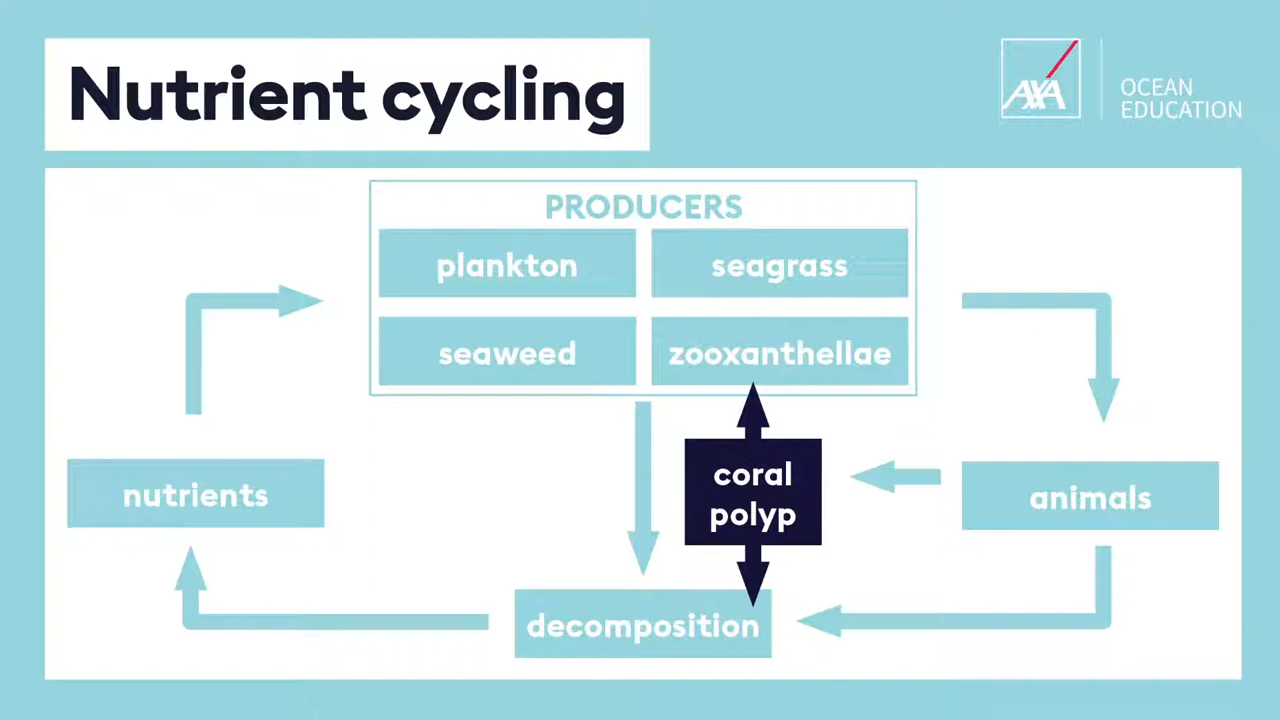 Nutrient cycling
AXA
OCEAN
EDUCATION
PRODUCERS
plankton
seagrass
seaweed
zooxanthellae
coral
polyp
nutrients
animals
decomposition